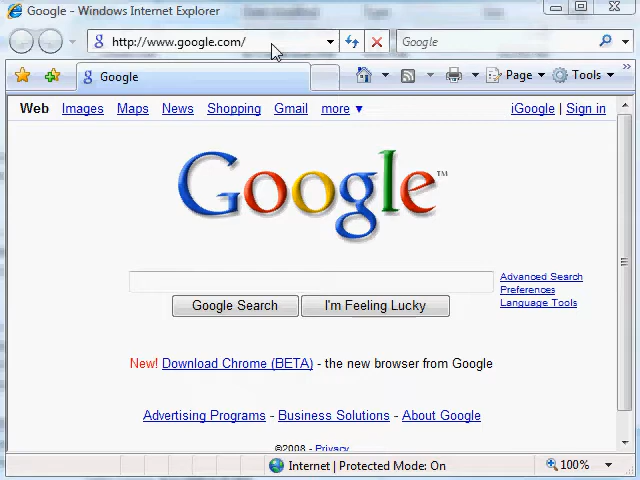 Google - Windows Internet Explorer
http://www.google.com/
Google
Google
Page
Tools
Web Images Maps News Shopping Gmail more ▼ iGoogle | Sign in
Google™
Advanced Search
Preferences
Language Tools
Google Search I'm Feeling Lucky
New! Download Chrome (BETA) - the new browser from Google
Advertising Programs - Business Solutions - About Google
©2008 - Privacy
Internet | Protected Mode: On
100%